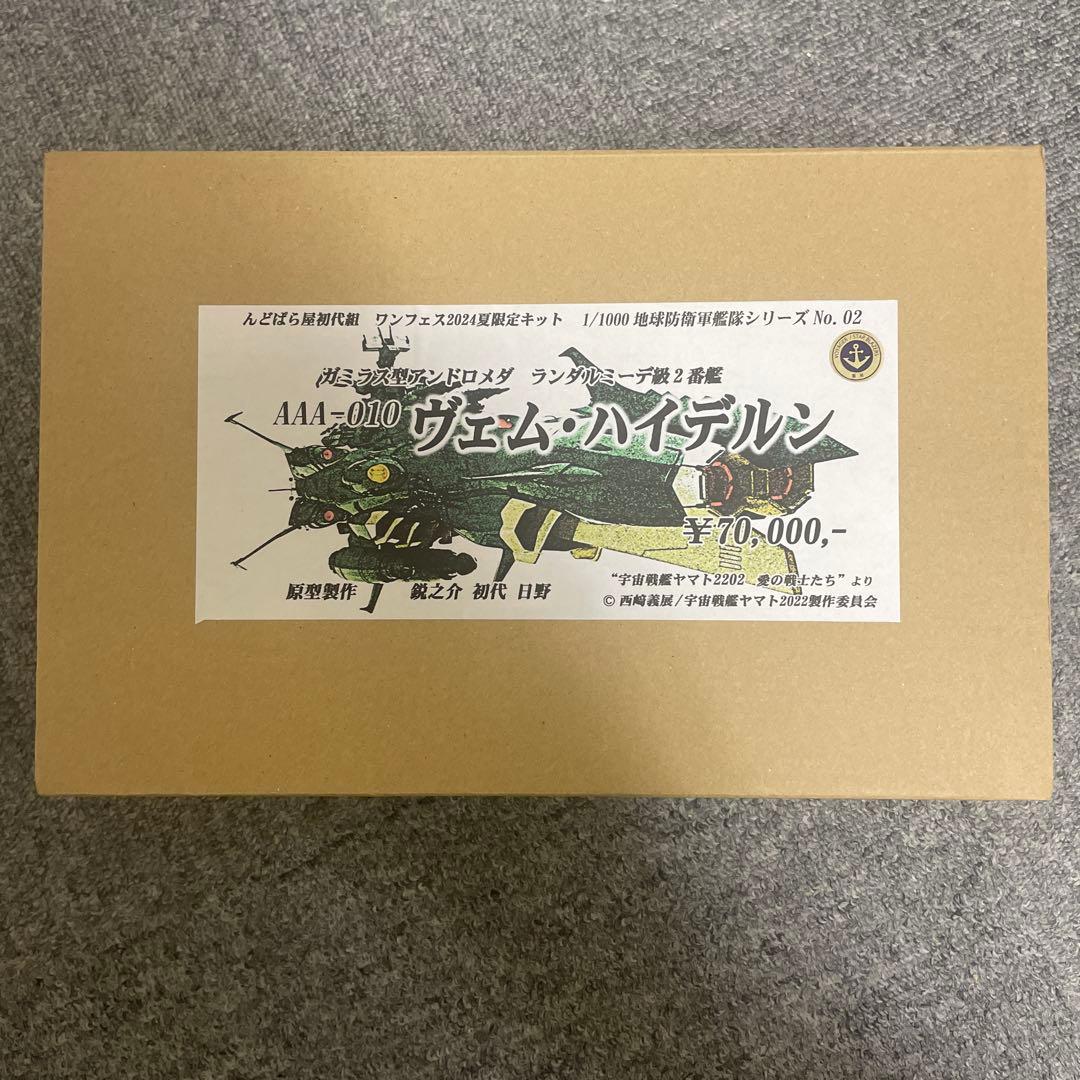 んどばら屋初代組 ワンフェス2024夏限定キット 1/1000 地球防衛軍艦隊シリーズ No. 02
ガミラス型アンドロメダ ランダルミーデ級2番艦
AAA-010 ヴェム・ハイデルン
¥70,000,-
原型製作 鋭之介 初代 日野
“宇宙戦艦ヤマト2202 愛の戦士たち”より
© 西﨑義展/宇宙戦艦ヤマト2022製作委員会
VOYAGER / STAR BLAZERS